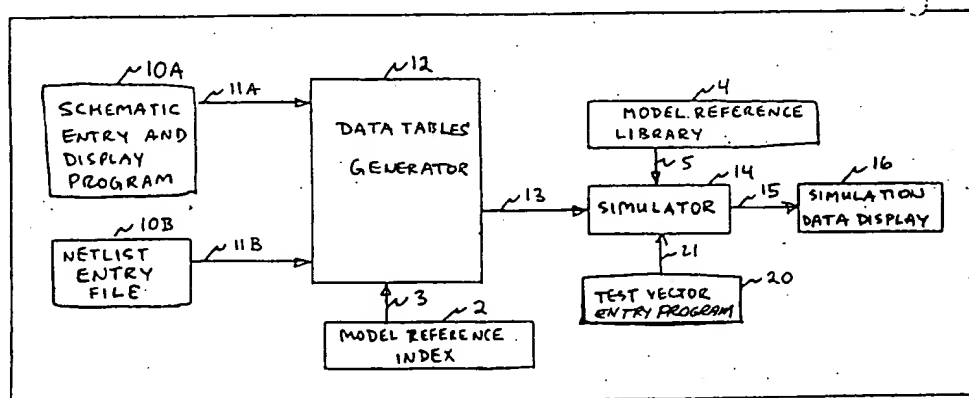 10A
SCHEMATIC
ENTRY AND
DISPLAY
PROGRAM
11A
10B
NETLIST
ENTRY
FILE
11B
12
DATA TABLES
GENERATOR
3
2
MODEL REFERENCE
INDEX
13
4
MODEL REFERENCE
LIBRARY
5
14
SIMULATOR
15
16
SIMULATION
DATA DISPLAY
21
20
TEST VECTOR
ENTRY PROGRAM